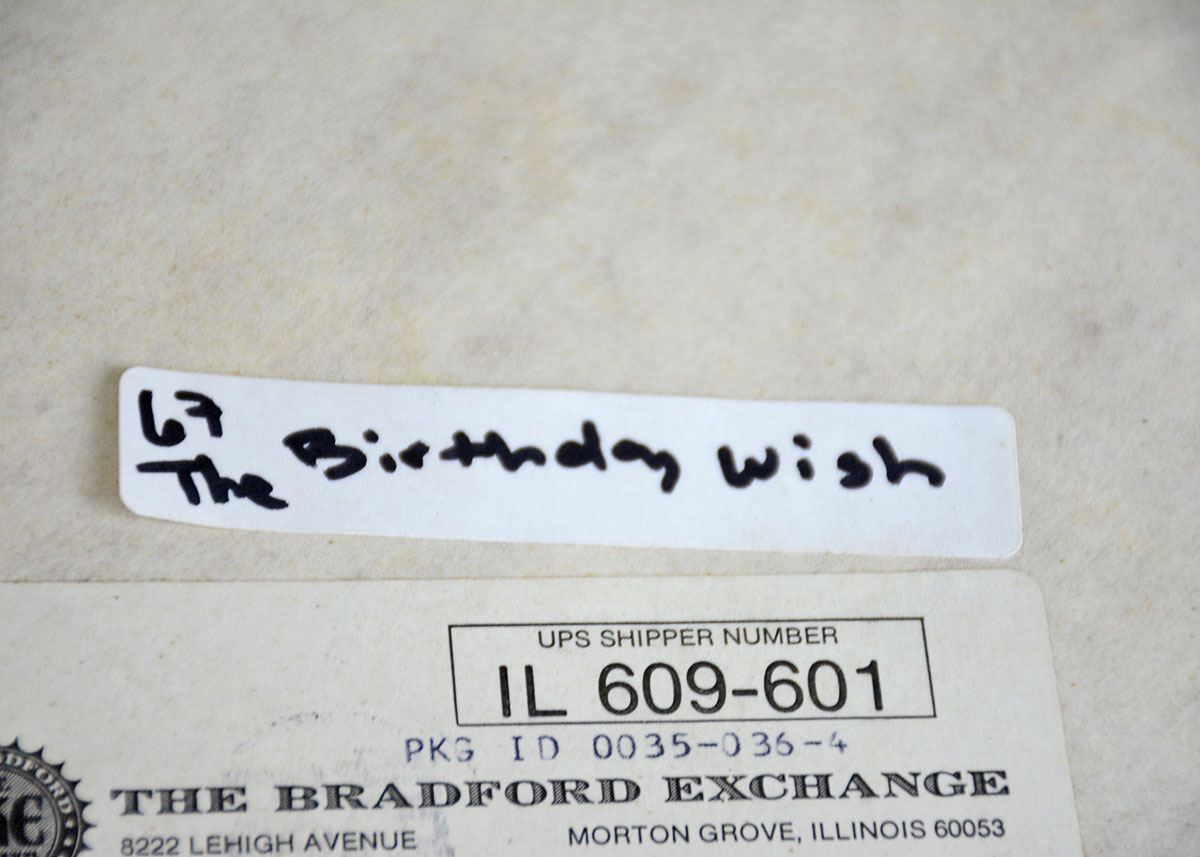 67
The Birthday Wish
UPS SHIPPER NUMBER
IL 609-601
PKG ID 0035-036-4
THE BRADFORD EXCHANGE
8222 LEHIGH AVENUE MORTON GROVE, ILLINOIS 60053